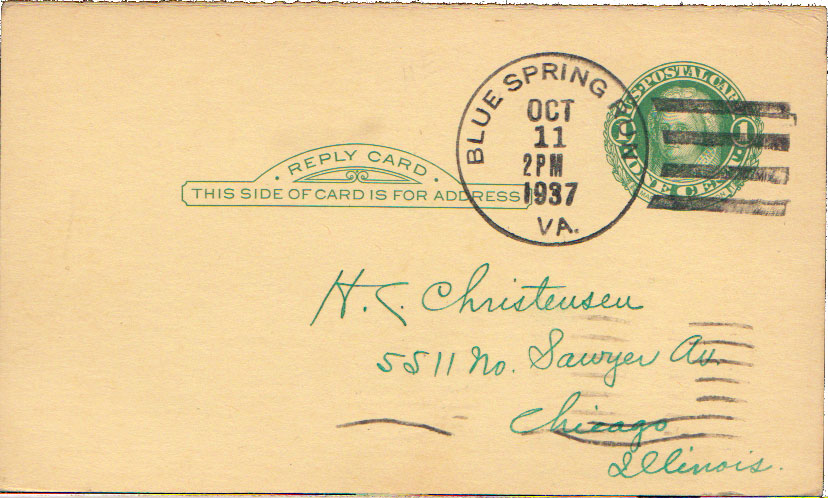 BLUE SPRING RUN
OCT
11
2 PM
1937
VA.
U.S. POSTAL CARD
1 1
ONE CENT
REPLY CARD
THIS SIDE OF CARD IS FOR ADDRESS
H. C. Christensen
5511 No. Sawyer Av.
Chicago
Illinois.